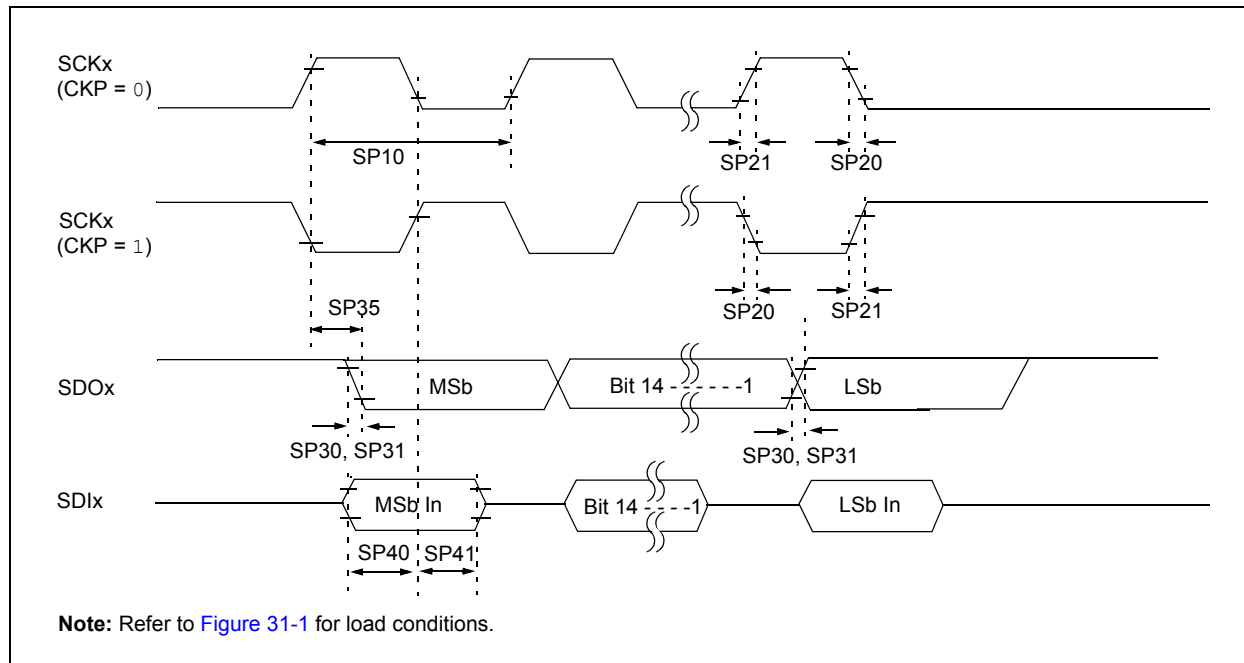 SCKx
(CKP = 0)
SP10
SP21
SP20
SCKx
(CKP = 1)
SP35
SP20
SP21
SDOx
MSb
Bit 14 - - - - - -1
LSb
SP30, SP31
SP30, SP31
SDIx
MSb In
Bit 14 - - - -1
LSb In
SP40
SP41
Note: Refer to Figure 31-1 for load conditions.